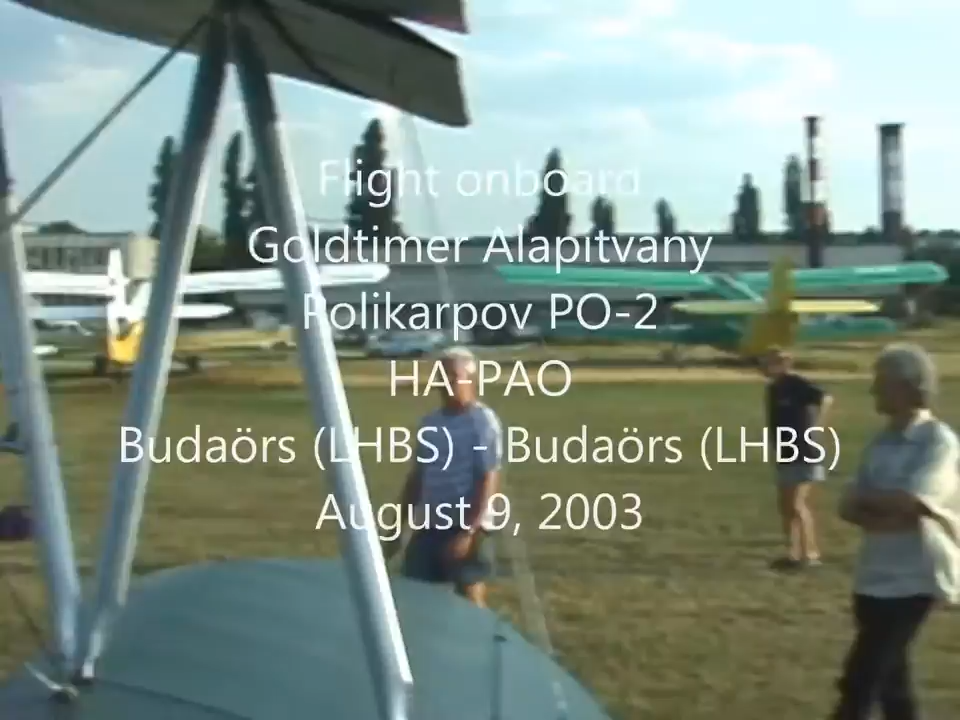 Flight onboard
Goldtimer Alapitvany
Polikarpov PO-2
HA-PAO
Budaörs (LHBS) - Budaörs (LHBS)
August 9, 2003